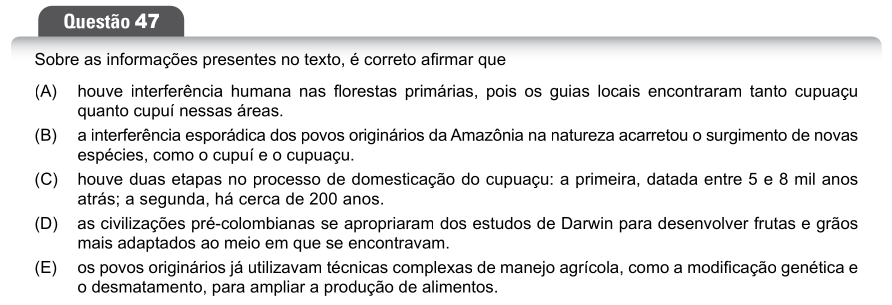 Questão 47
Sobre as informações presentes no texto, é correto afirmar que
(A) houve interferência humana nas florestas primárias, pois os guias locais encontraram tanto cupuaçu
quanto cupuí nessas áreas.
(B) a interferência esporádica dos povos originários da Amazônia na natureza acarretou o surgimento de novas
espécies, como o cupuí e o cupuaçu.
(C) houve duas etapas no processo de domesticação do cupuaçu: a primeira, datada entre 5 e 8 mil anos
atrás; a segunda, há cerca de 200 anos.
(D) as civilizações pré-colombianas se apropriaram dos estudos de Darwin para desenvolver frutas e grãos
mais adaptados ao meio em que se encontravam.
(E) os povos originários já utilizavam técnicas complexas de manejo agrícola, como a modificação genética e
o desmatamento, para ampliar a produção de alimentos.